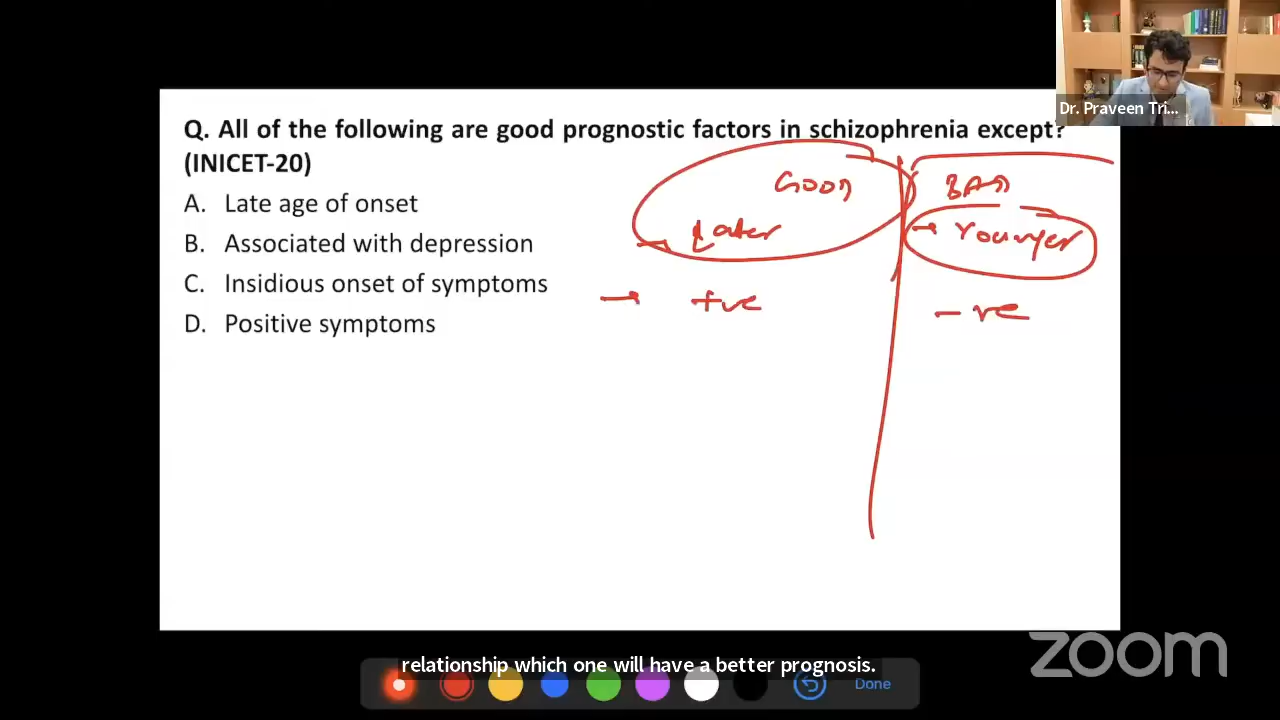 Dr. Praveen Tri...
Q. All of the following are good prognostic factors in schizophrenia except?
(INICET-20)
A. Late age of onset
B. Associated with depression
C. Insidious onset of symptoms
D. Positive symptoms
GOOD
BAD
Later
Younger
+ve
-ve
relationship which one will have a better prognosis.
Done
zoom